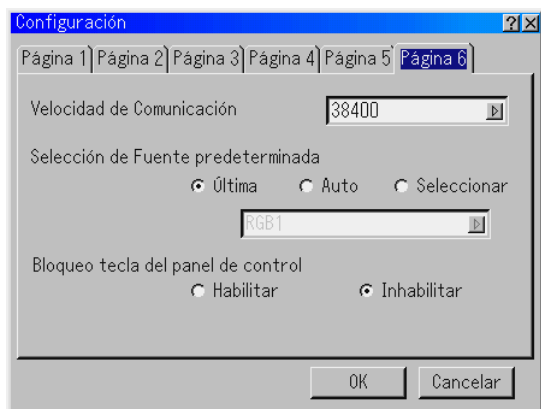 Configuración
Página 1 Página 2 Página 3 Página 4 Página 5 Página 6
Velocidad de Comunicación 38400
Selección de Fuente predeterminada
Última Auto Seleccionar
RGB1
Bloqueo tecla del panel de control
Habilitar Inhabilitar
OK Cancelar